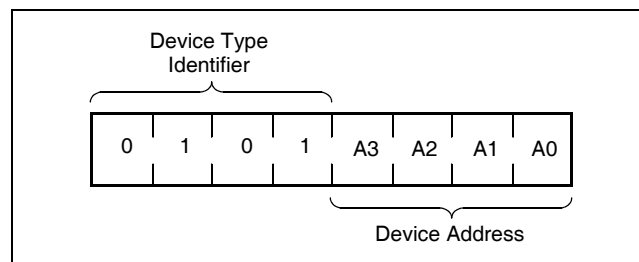 Device Type
Identifier
0 1 0 1 A3 A2 A1 A0
Device Address